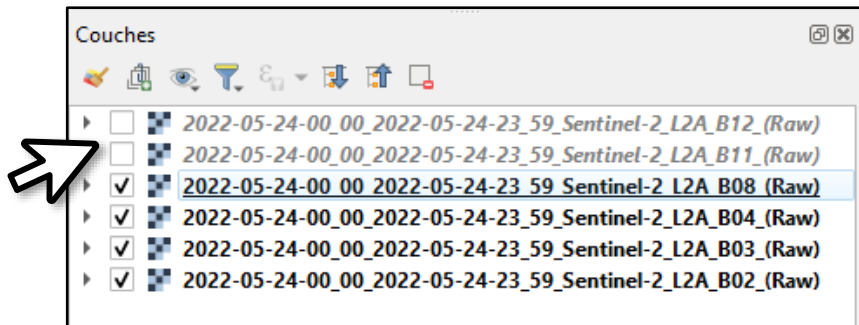 Couches
2022-05-24-00_00_2022-05-24-23_59_Sentinel-2_L2A_B12_(Raw)
2022-05-24-00_00_2022-05-24-23_59_Sentinel-2_L2A_B11_(Raw)
2022-05-24-00_00_2022-05-24-23_59_Sentinel-2_L2A_B08_(Raw)
2022-05-24-00_00_2022-05-24-23_59_Sentinel-2_L2A_B04_(Raw)
2022-05-24-00_00_2022-05-24-23_59_Sentinel-2_L2A_B03_(Raw)
2022-05-24-00_00_2022-05-24-23_59_Sentinel-2_L2A_B02_(Raw)